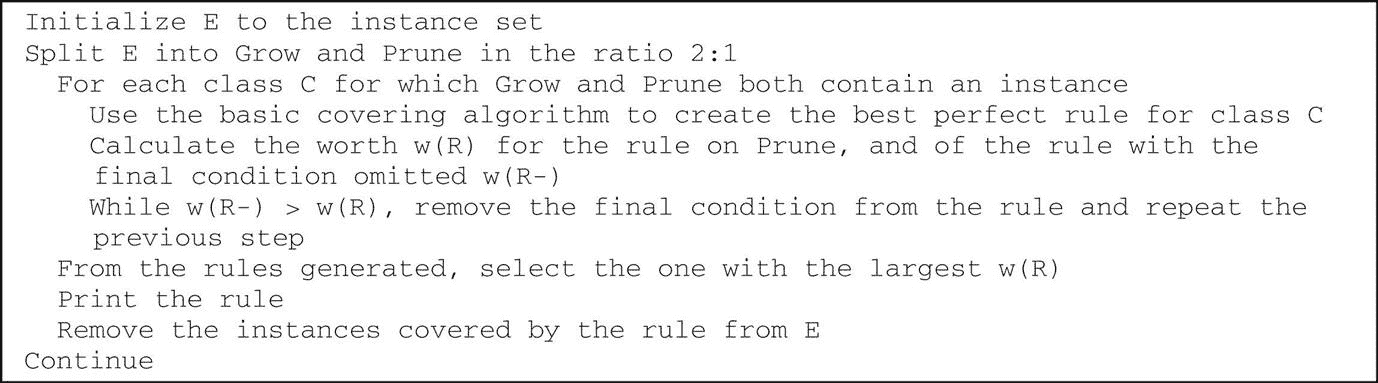 Initialize E to the instance set
Split E into Grow and Prune in the ratio 2:1
For each class C for which Grow and Prune both contain an instance
Use the basic covering algorithm to create the best perfect rule for class C
Calculate the worth w(R) for the rule on Prune, and of the rule with the
final condition omitted w(R-)
While w(R-) > w(R), remove the final condition from the rule and repeat the
previous step
From the rules generated, select the one with the largest w(R)
Print the rule
Remove the instances covered by the rule from E
Continue